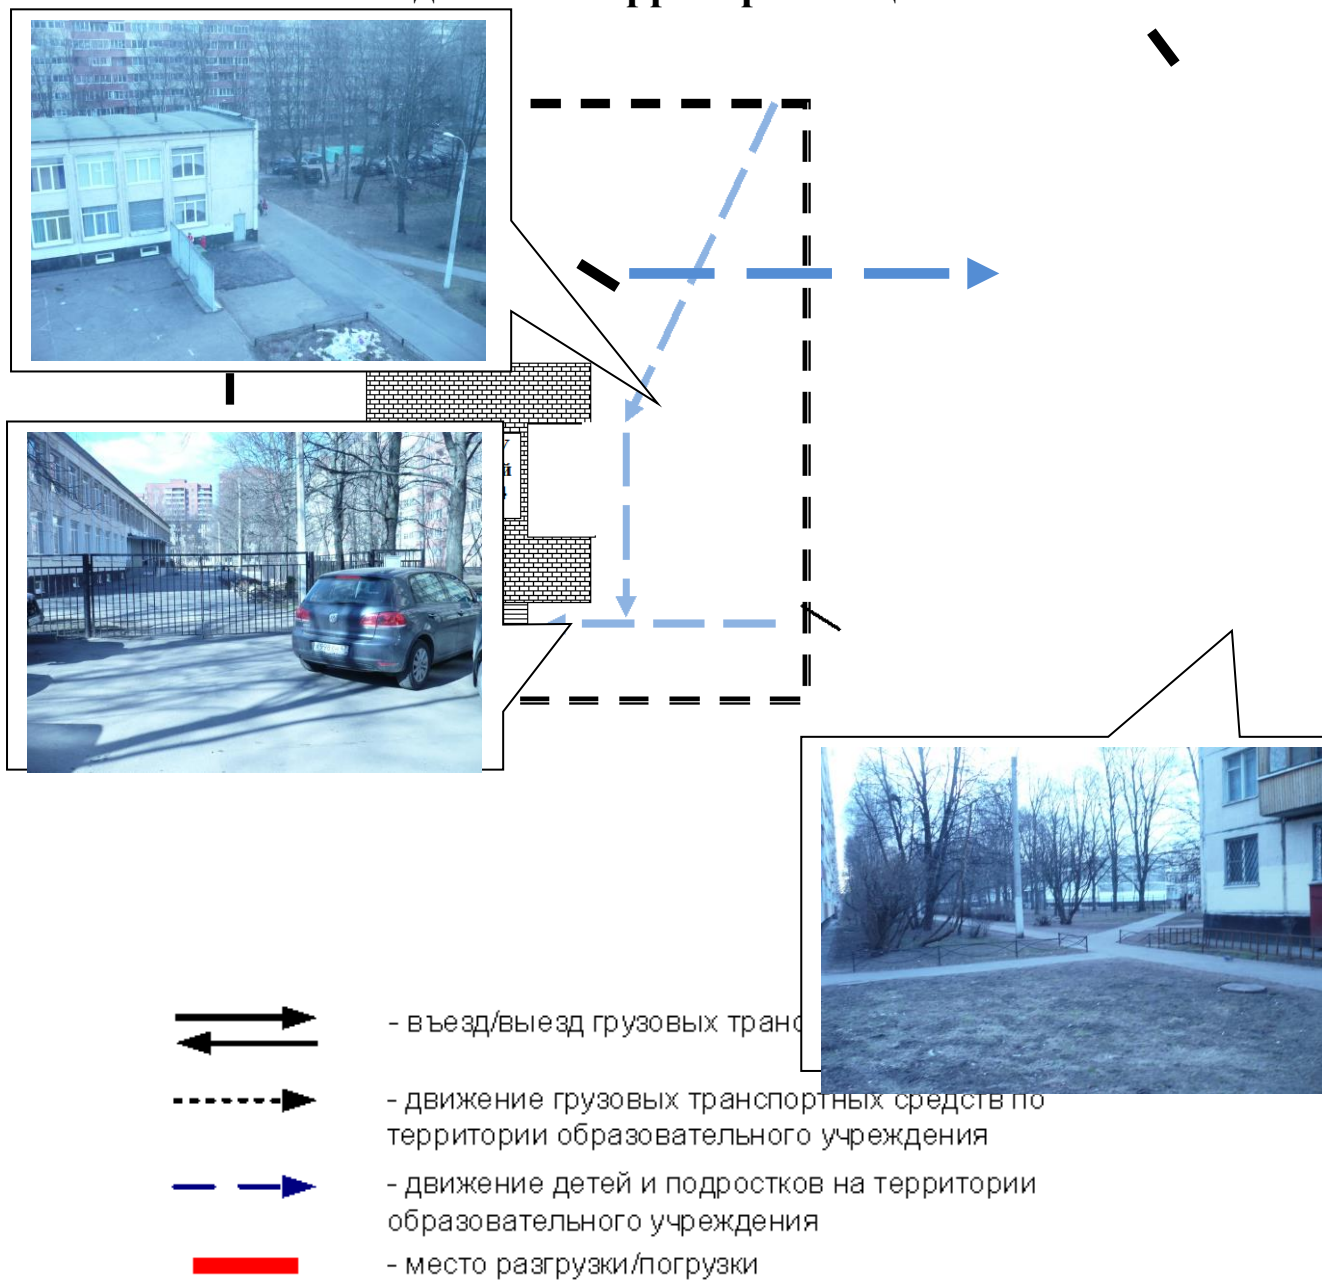 - въезд/выезд грузовых
- движение грузовых транспортных средств по
территории образовательного учреждения
- движение детей и подростков на территории
образовательного учреждения
- место разгрузки/погрузки